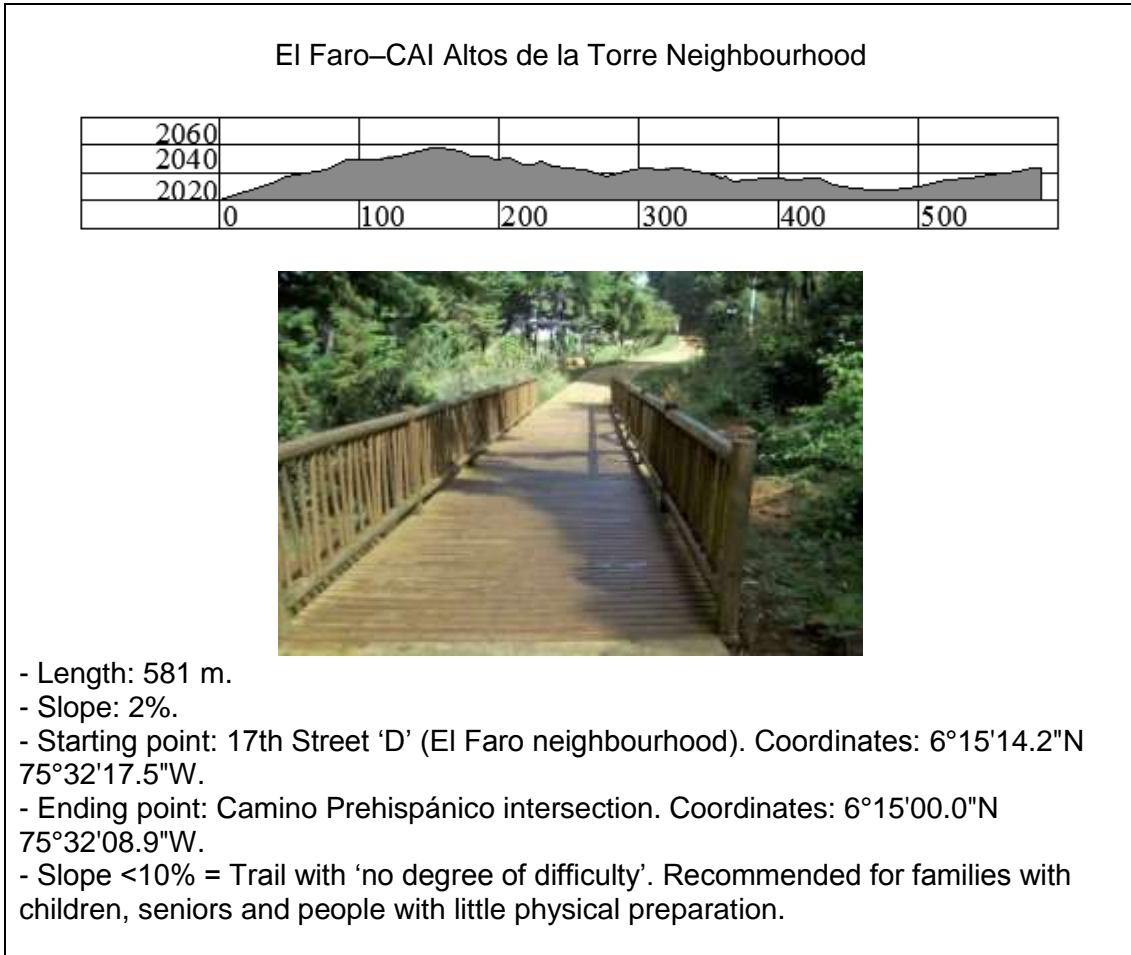 El Faro–CAI Altos de la Torre Neighbourhood
2060
2040
2020
0 100 200 300 400 500
- Length: 581 m.
- Slope: 2%.
- Starting point: 17th Street ‘D’ (El Faro neighbourhood). Coordinates: 6°15'14.2"N
75°32'17.5"W.
- Ending point: Camino Prehispánico intersection. Coordinates: 6°15'00.0"N
75°32'08.9"W.
- Slope <10% = Trail with ‘no degree of difficulty’. Recommended for families with
children, seniors and people with little physical preparation.